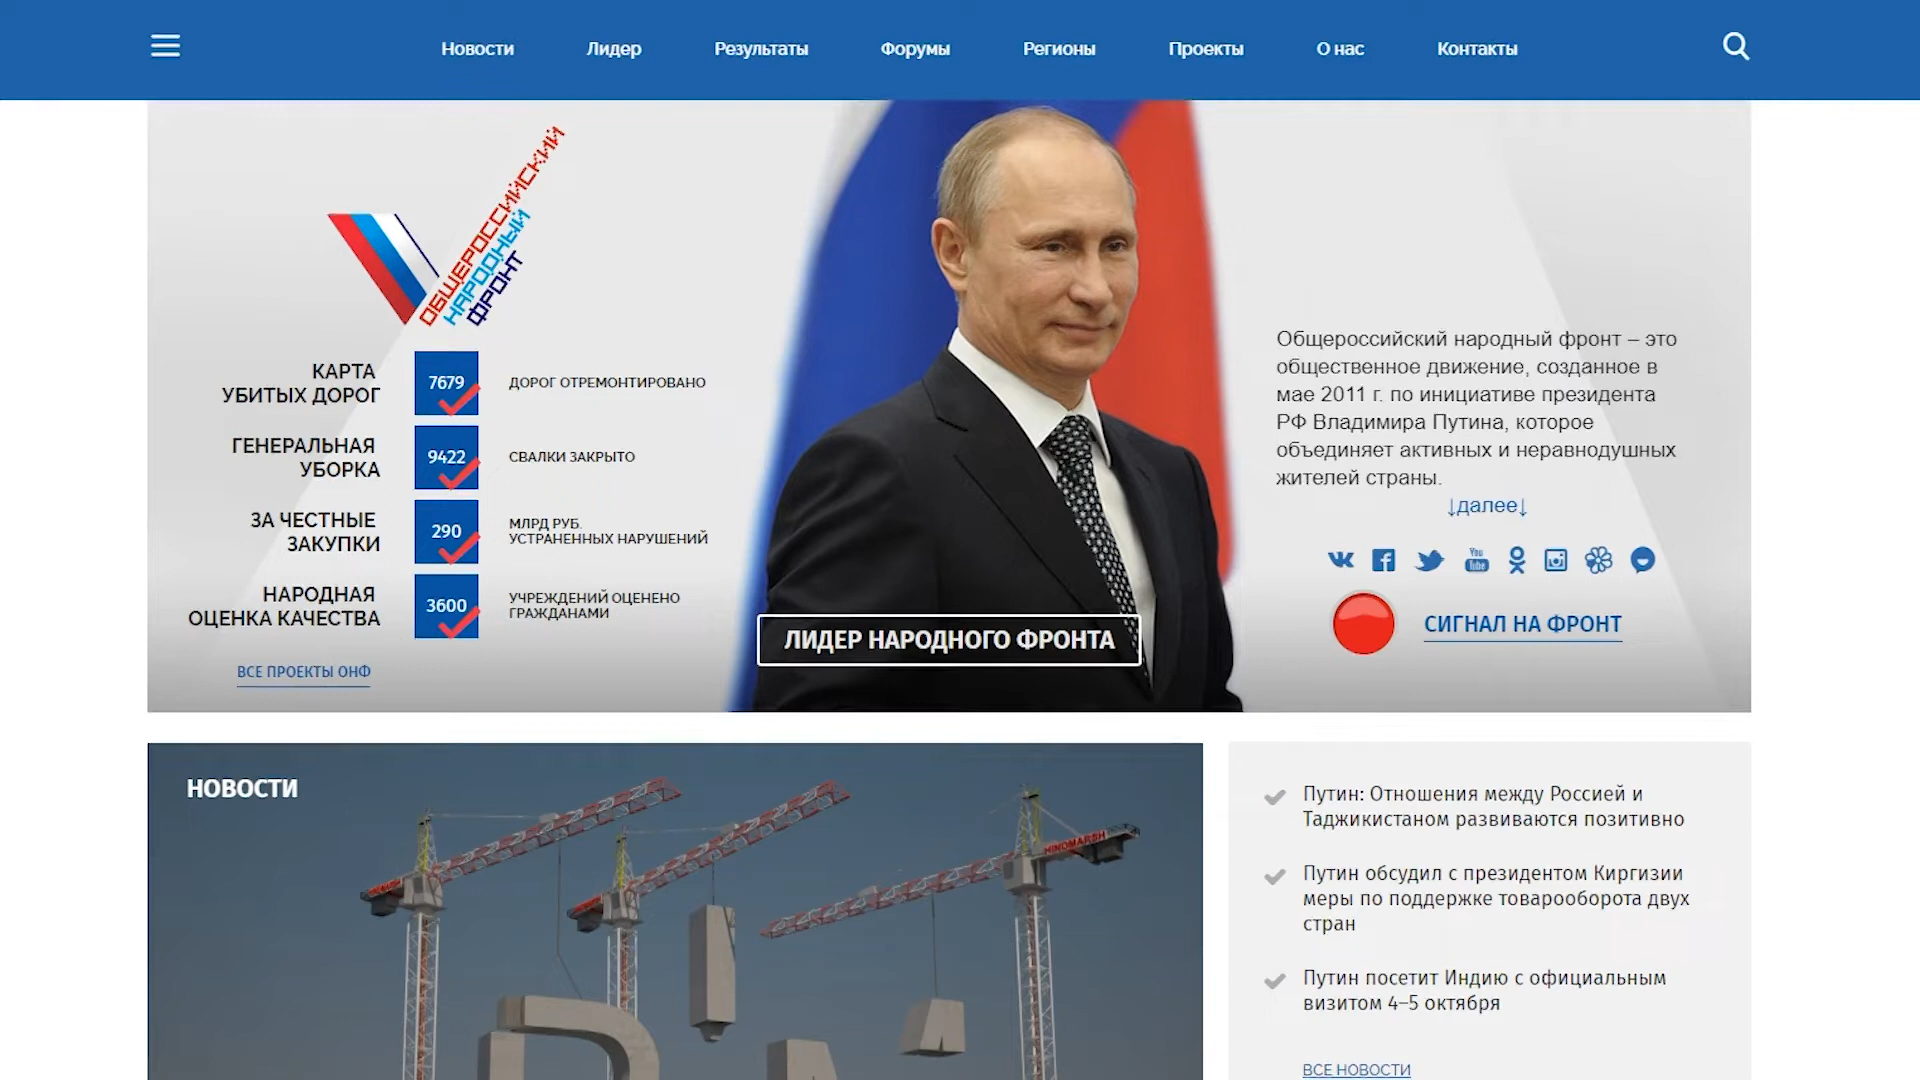 Новости
Лидер
Результаты
Форумы
Регионы
Проекты
О нас
Контакты
ОБЩЕРОССИЙСКИЙ
НАРОДНЫЙ
ФРОНТ
КАРТА
УБИТЫХ ДОРОГ
7679
ДОРОГ ОТРЕМОНТИРОВАНО
ГЕНЕРАЛЬНАЯ
УБОРКА
9422
СВАЛКИ ЗАКРЫТО
ЗА ЧЕСТНЫЕ
ЗАКУПКИ
290
МЛРД РУБ.
УСТРАНЕННЫХ НАРУШЕНИЙ
НАРОДНАЯ
ОЦЕНКА КАЧЕСТВА
3600
УЧРЕЖДЕНИЙ ОЦЕНЕНО
ГРАЖДАНАМИ
ВСЕ ПРОЕКТЫ ОНФ
ЛИДЕР НАРОДНОГО ФРОНТА
Общероссийский народный фронт – это
общественное движение, созданное в
мае 2011 г. по инициативе президента
РФ Владимира Путина, которое
объединяет активных и неравнодушных
жителей страны.
↓далее↓
You
Tube
СИГНАЛ НА ФРОНТ
НОВОСТИ
HINOMARSH
Путин: Отношения между Россией и
Таджикистаном развиваются позитивно
Путин обсудил с президентом Киргизии
меры по поддержке товарооборота двух
стран
Путин посетит Индию с официальным
визитом 4–5 октября
ВСЕ НОВОСТИ